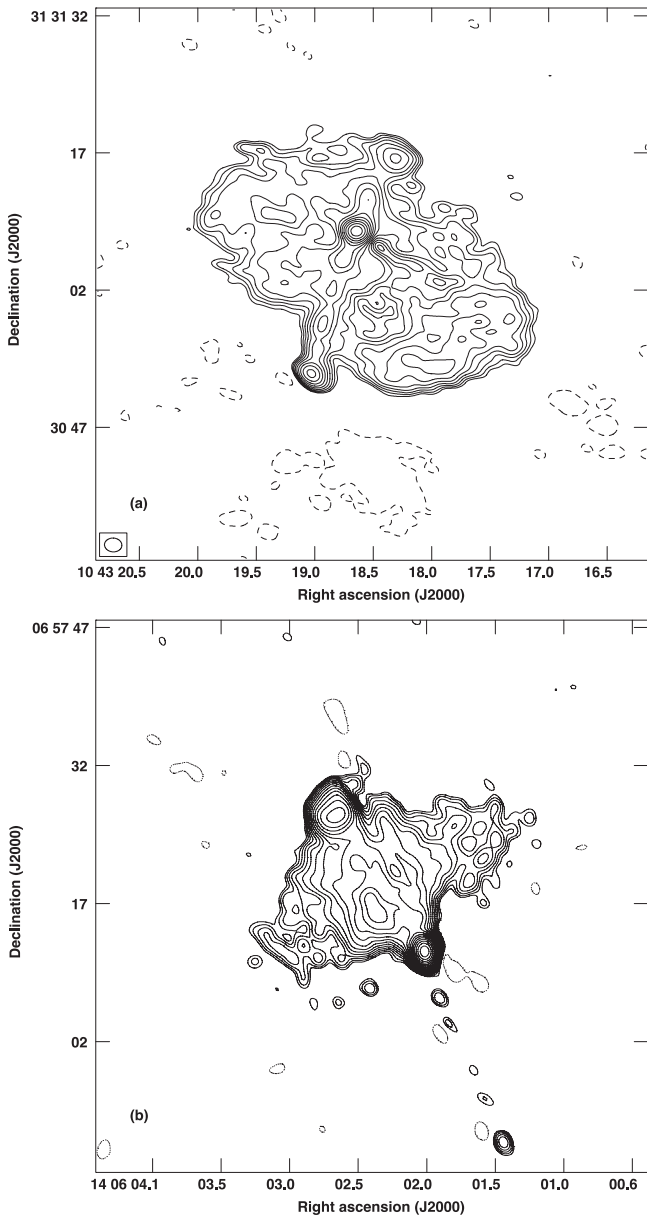 31 31 32
17
02
30 47
Declination (J2000)
(a)
10 43 20.5 20.0 19.5 19.0 18.5 18.0 17.5 17.0 16.5
Right ascension (J2000)
06 57 47
32
17
02
Declination (J2000)
(b)
14 06 04.1 03.5 03.0 02.5 02.0 01.5 01.0 00.6
Right ascension (J2000)